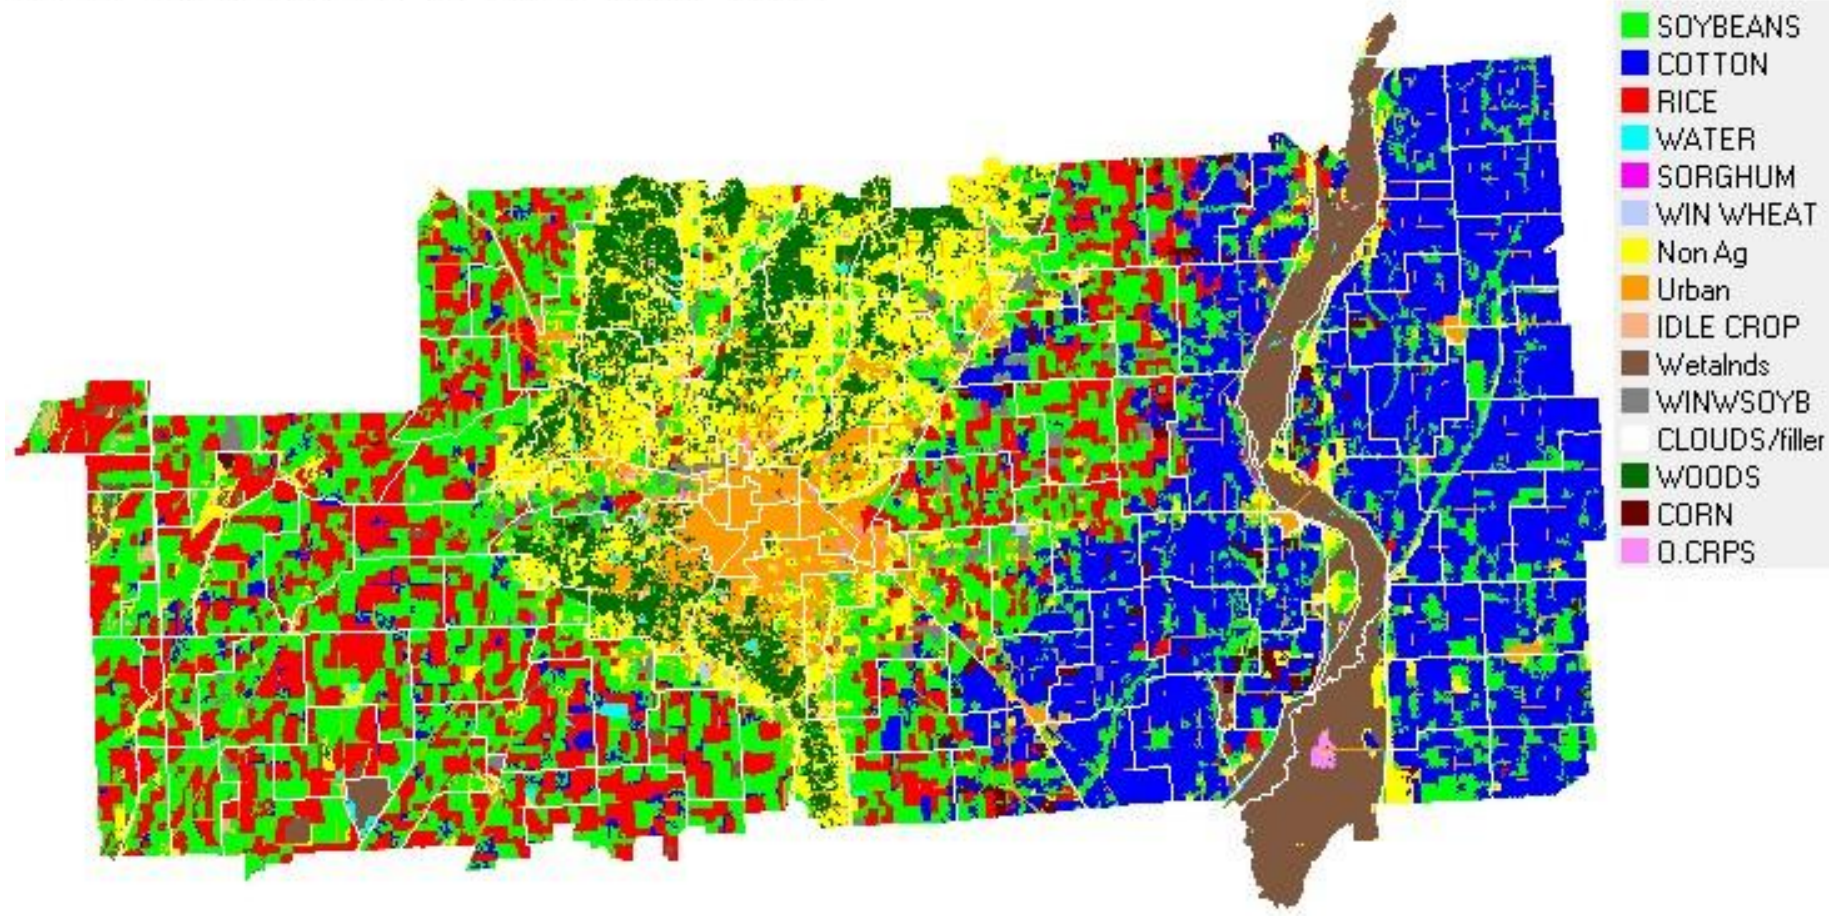 SOYBEANS
COTTON
RICE
WATER
SORGHUM
WIN WHEAT
Non Ag
Urban
IDLE CROP
Wetalnds
WINWSOYB
CLOUDS/filler
WOODS
CORN
O.CRPS